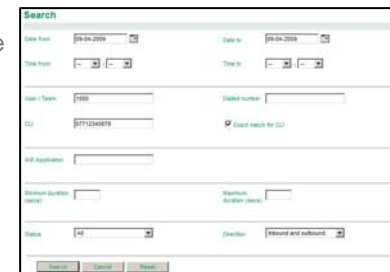 e
Search
Date from 09-04-2009 Date to 09-04-2009
Time from -- : -- Time to -- : --
User / Team 1000 Dialed number
CLI 07712345678 Exact match for CLI
Application
Minimum duration (secs) Maximum duration (secs)
Status All Direction Inbound and outbound
Search Cancel Reset